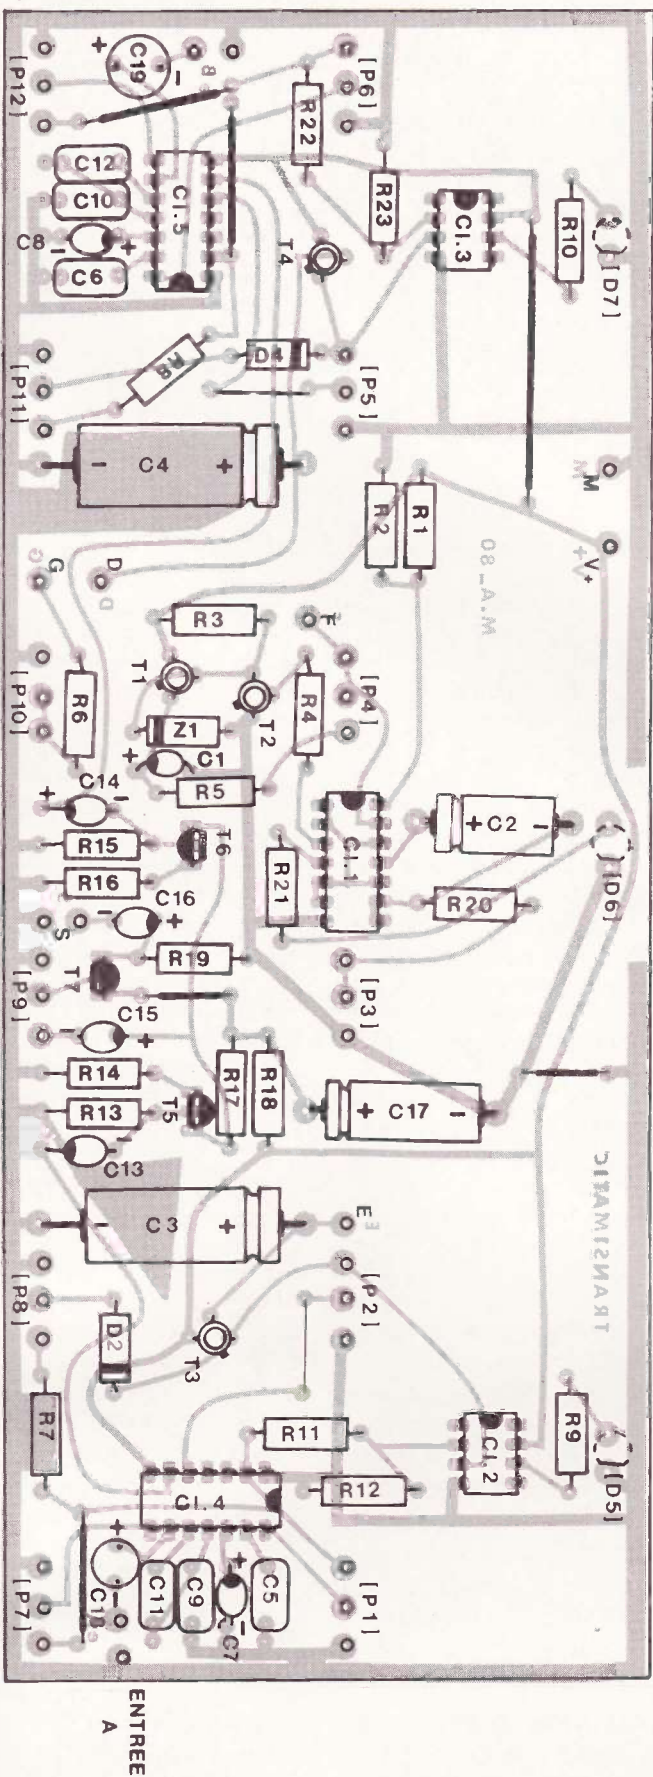 [P12]
+
C19
-
B
[P6]
R22
C12
C10
C8
-
+
C6
CI.5
T4
R23
CI.3
R10
[D7]
[P11]
R8
D4
[P5]
-
C4
+
M
R2
R1
V+
+V
G
D
M.A_80
R3
F
T1
T2
[P10]
R6
Z1
+
C1
R4
[P4]
+
C14
-
R5
R15
T6
R16
R21
CI.1
+
C2
-
[D6]
R20
S
-
C16
+
[P9]
T7
R19
[P3]
-
C15
+
R14
R13
T5
R17
R18
+
C17
-
C13
-
-
C3
+
E
TRANSIMATIC
[P8]
D2
T3
[P2]
R7
R11
R12
CI.4
CI.2
R9
[D5]
[P7]
+
C18
-
C11
C9
+
C7
-
C5
[P1]
ENTREE
A